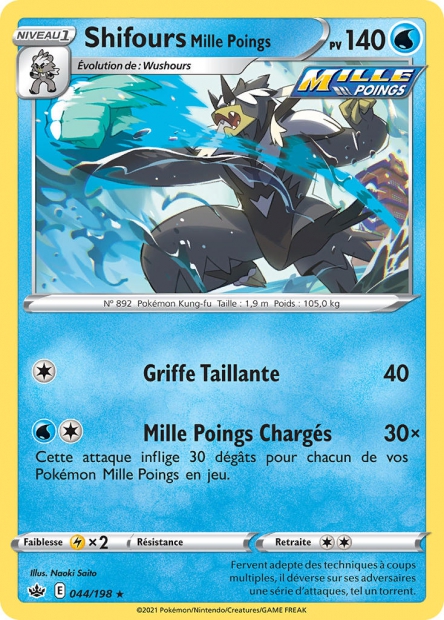 NIVEAU 1
Shifours Mille Poings
PV 140
Évolution de : Wushours
MILLE
POINGS
N° 892 Pokémon Kung-fu Taille : 1,9 m Poids : 105,0 kg
Griffe Taillante 40
Mille Poings Chargés 30×
Cette attaque inflige 30 dégâts pour chacun de vos
Pokémon Mille Poings en jeu.
Faiblesse ×2 Résistance Retraite
Illus. Naoki Saito
Fervent adepte des techniques à coups
multiples, il déverse sur ses adversaires
une série d'attaques, tel un torrent.
E 044/198 ★
©2021 Pokémon/Nintendo/Creatures/GAME FREAK